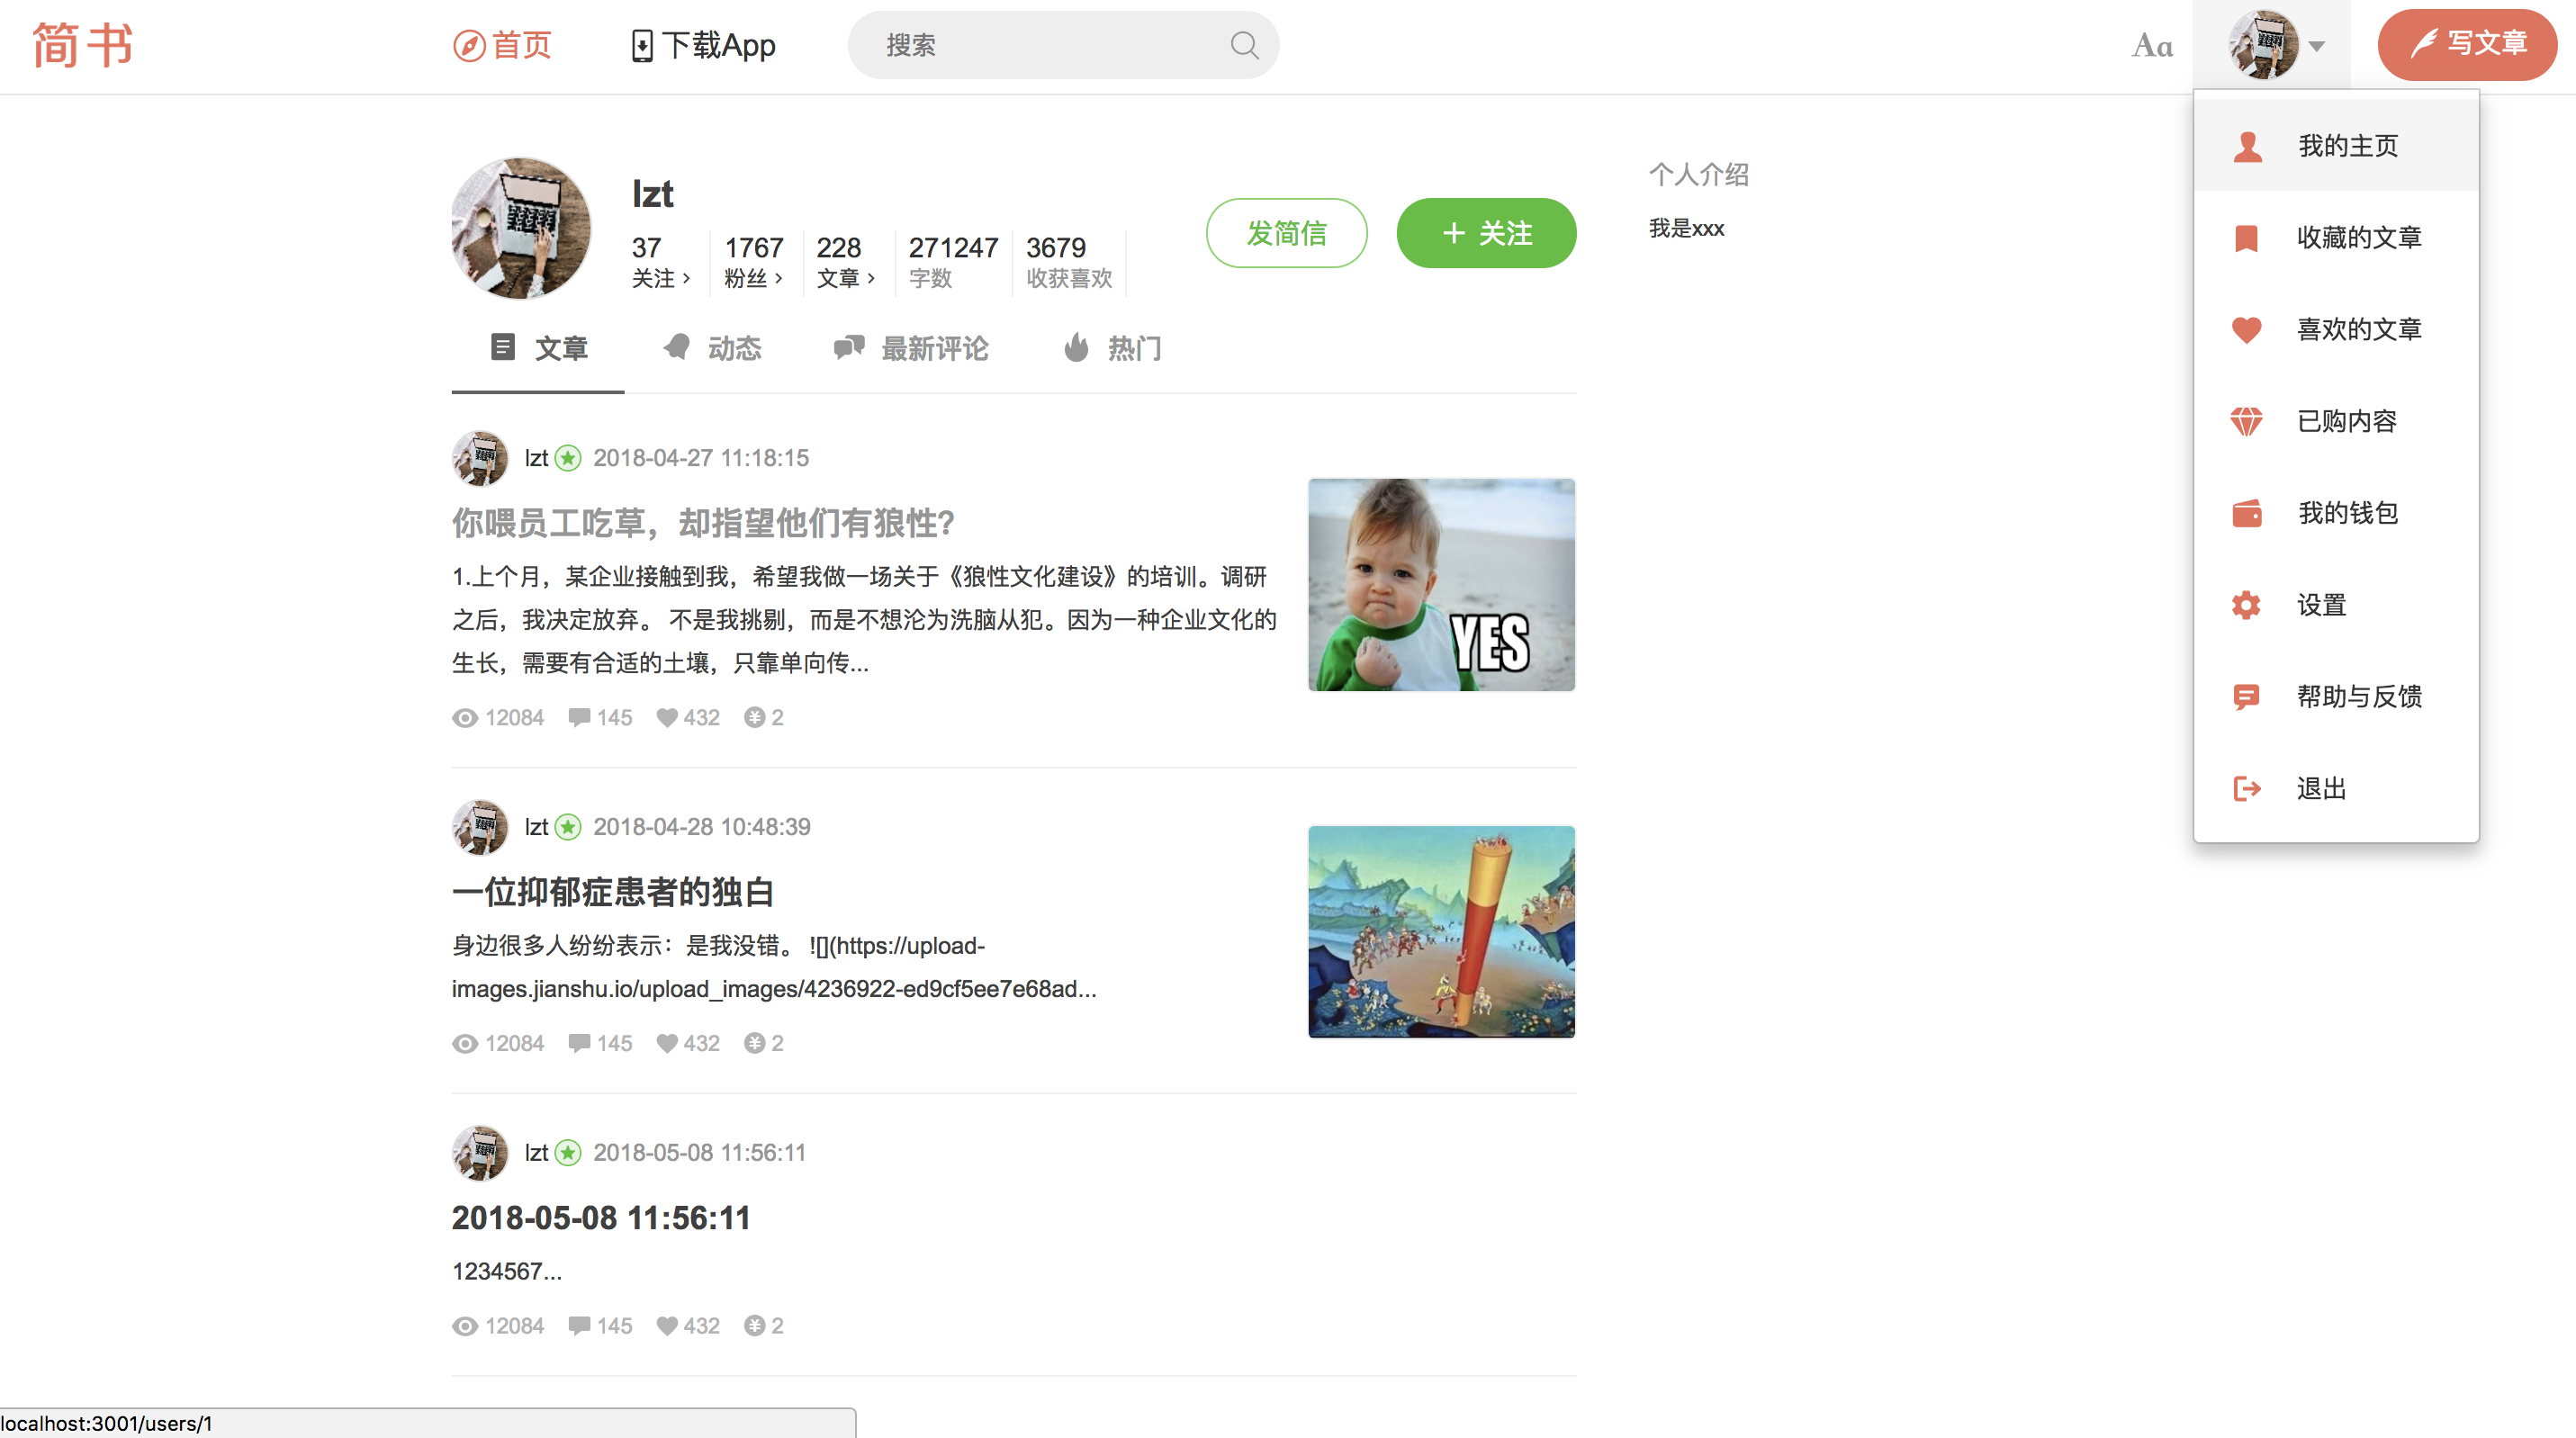 简书
首页
下载App
搜索
Aa
写文章
我的主页
收藏的文章
喜欢的文章
已购内容
我的钱包
设置
帮助与反馈
退出
lzt
37 1767 228 271247 3679
关注 › 粉丝 › 文章 › 字数 收获喜欢
发简信
+ 关注
个人介绍
我是xxx
文章 动态 最新评论 热门
lzt 2018-04-27 11:18:15
你喂员工吃草，却指望他们有狼性？
1.上个月，某企业接触到我，希望我做一场关于《狼性文化建设》的培训。调研
之后，我决定放弃。 不是我挑剔，而是不想沦为洗脑从犯。因为一种企业文化的
生长，需要有合适的土壤，只靠单向传...
YES
12084 145 432 2
lzt 2018-04-28 10:48:39
一位抑郁症患者的独白
身边很多人纷纷表示：是我没错。 ![](https://upload-
images.jianshu.io/upload_images/4236922-ed9cf5ee7e68ad...
12084 145 432 2
lzt 2018-05-08 11:56:11
2018-05-08 11:56:11
1234567...
12084 145 432 2
localhost:3001/users/1